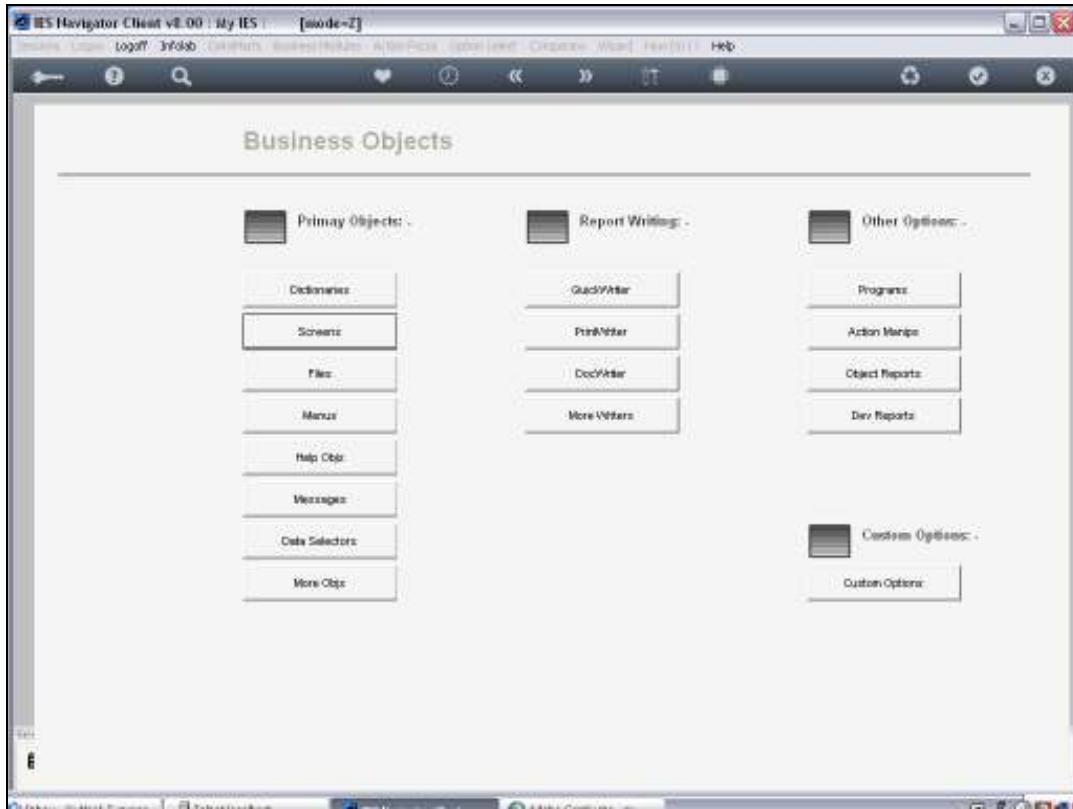 IES Navigator Client v8.00 : My IES : [mode=Z]
Logoff Infolab Help
Business Objects
Primay Objects: -
Report Writing: -
Other Options: -
Dictionaries
QuickWriter
Programs
Screens
PrintWriter
Action Manips
Files
DocWriter
Object Reports
Menus
More Writers
Dev Reports
Help Objs
Messages
Custom Options: -
Data Selectors
More Objs
Custom Options